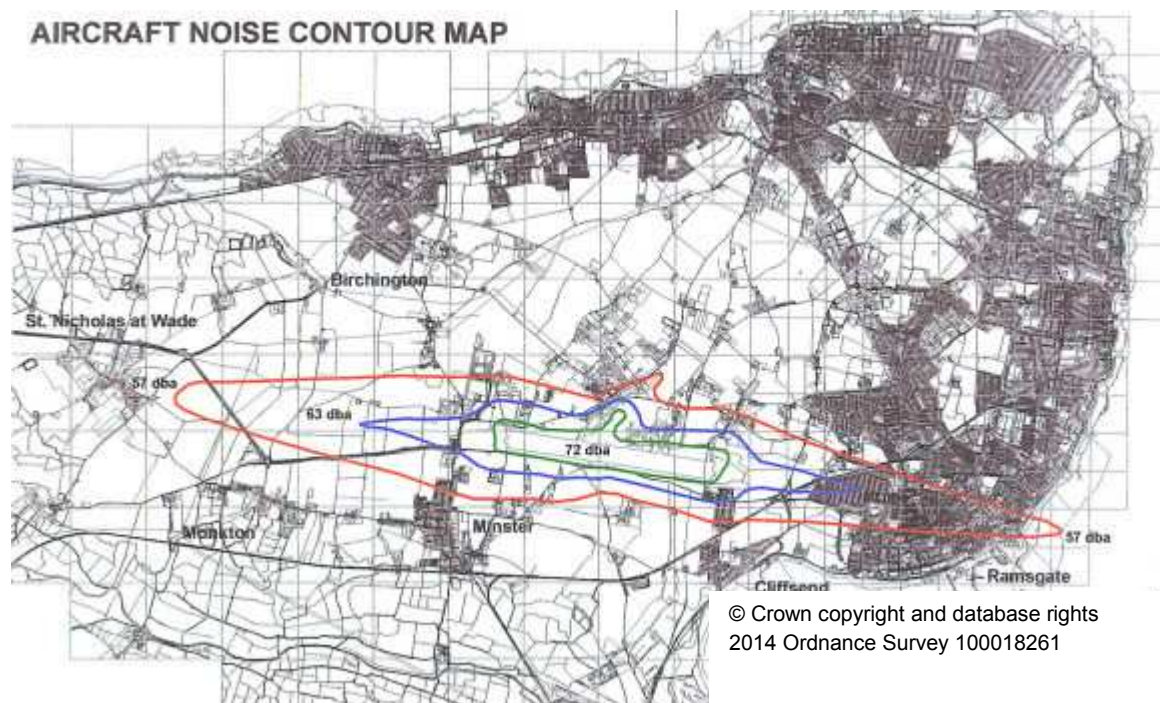 AIRCRAFT NOISE CONTOUR MAP
Birchington
St. Nicholas at Wade
57 dba
63 dba
72 dba
Minster
Monkton
57 dba
Ramsgate
Cliffsend
© Crown copyright and database rights
2014 Ordnance Survey 100018261